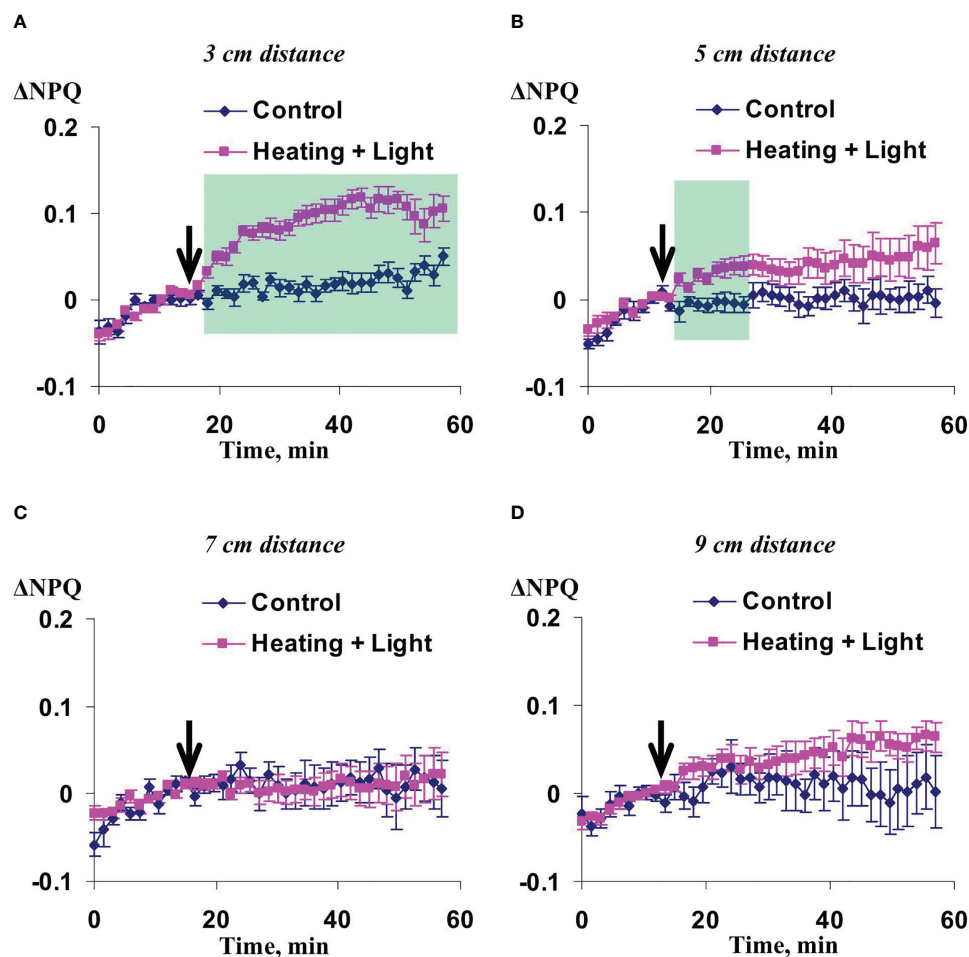 A
3 cm distance
ΔNPQ
Control
Heating + Light
0.2
0.1
0
-0.1
0
20
40
60
Time, min
B
5 cm distance
ΔNPQ
Control
Heating + Light
0.2
0.1
0
-0.1
0
20
40
60
Time, min
C
7 cm distance
ΔNPQ
Control
Heating + Light
0.2
0.1
0
-0.1
0
20
40
60
Time, min
D
9 cm distance
ΔNPQ
Control
Heating + Light
0.2
0.1
0
-0.1
0
20
40
60
Time, min